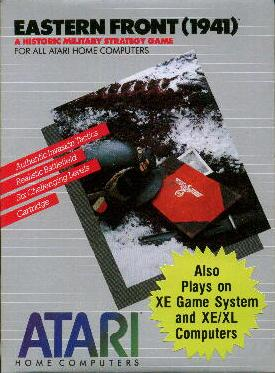 EASTERN FRONT (1941)™
A HISTORIC MILITARY STRATEGY GAME
FOR ALL ATARI HOME COMPUTERS
Authentic Invasion Tactics
Realistic Battlefield
Six Challenging Levels
Cartridge
Also
Plays on
XE Game System
and XE/XL
Computers
ATARI
HOME COMPUTERS